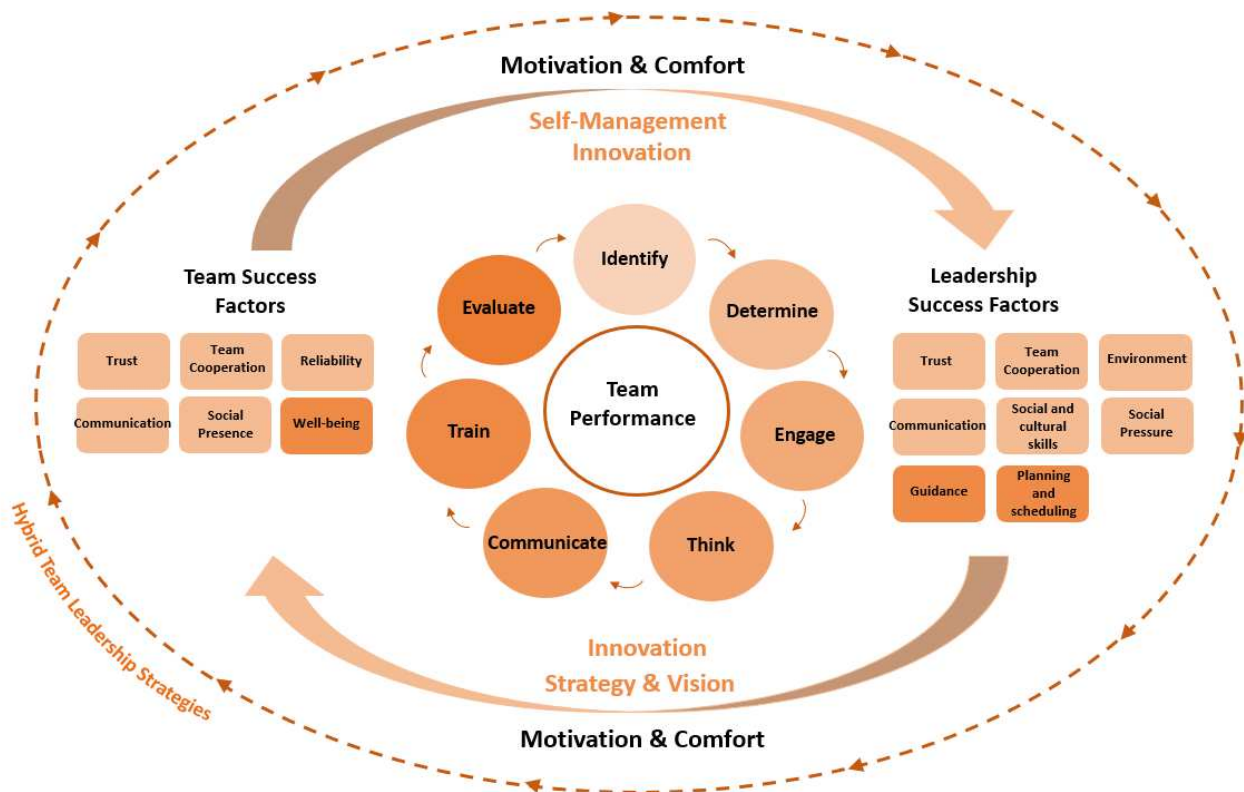 Motivation & Comfort
Self-Management
Innovation
Team Success
Factors
Trust
Team
Cooperation
Reliability
Communication
Social
Presence
Well-being
Identify
Determine
Engage
Think
Communicate
Train
Evaluate
Team
Performance
Leadership
Success Factors
Trust
Team
Cooperation
Environment
Communication
Social and
cultural
skills
Social
Pressure
Guidance
Planning
and
scheduling
Hybrid Team Leadership Strategies
Innovation
Strategy & Vision
Motivation & Comfort